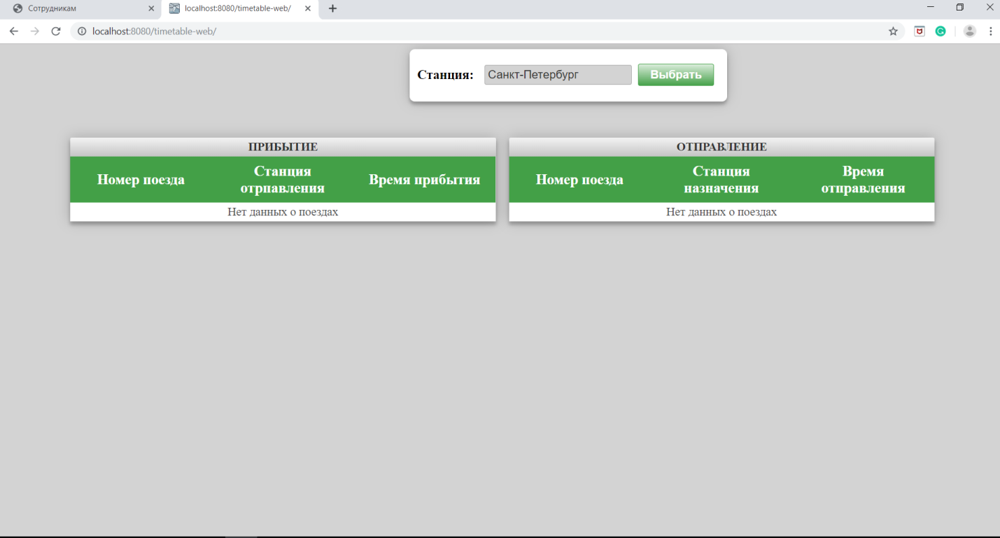 Сотрудникам
localhost:8080/timetable-web/
localhost:8080/timetable-web/
Станция: Санкт-Петербург Выбрать
ПРИБЫТИЕ
Номер поезда
Станция
отрпавления
Время прибытия
Нет данных о поездах
ОТПРАВЛЕНИЕ
Номер поезда
Станция
назначения
Время
отправления
Нет данных о поездах